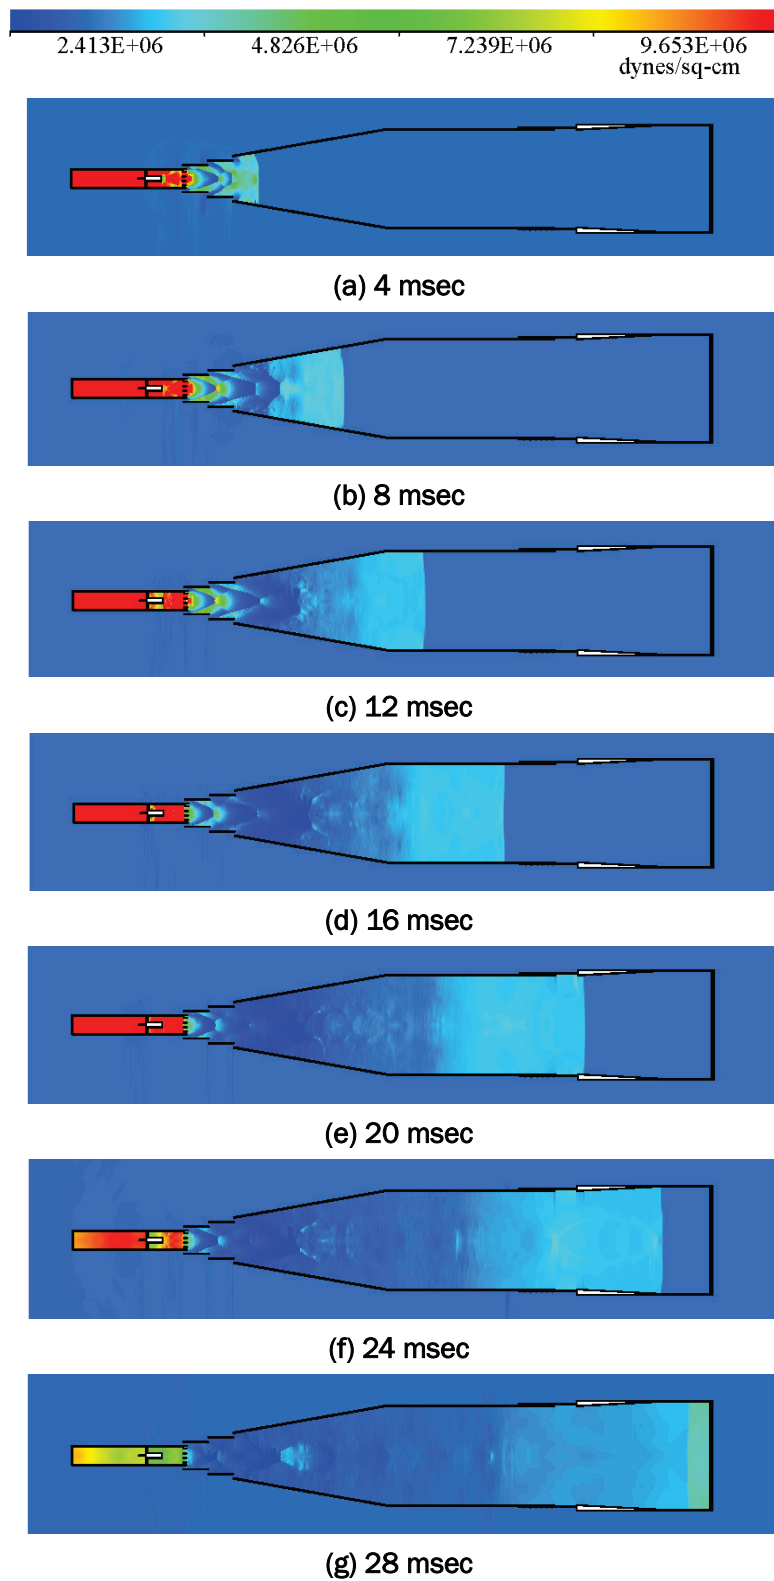 2.413E+06 4.826E+06 7.239E+06 9.653E+06
dynes/sq-cm
(a) 4 msec
(b) 8 msec
(c) 12 msec
(d) 16 msec
(e) 20 msec
(f) 24 msec
(g) 28 msec